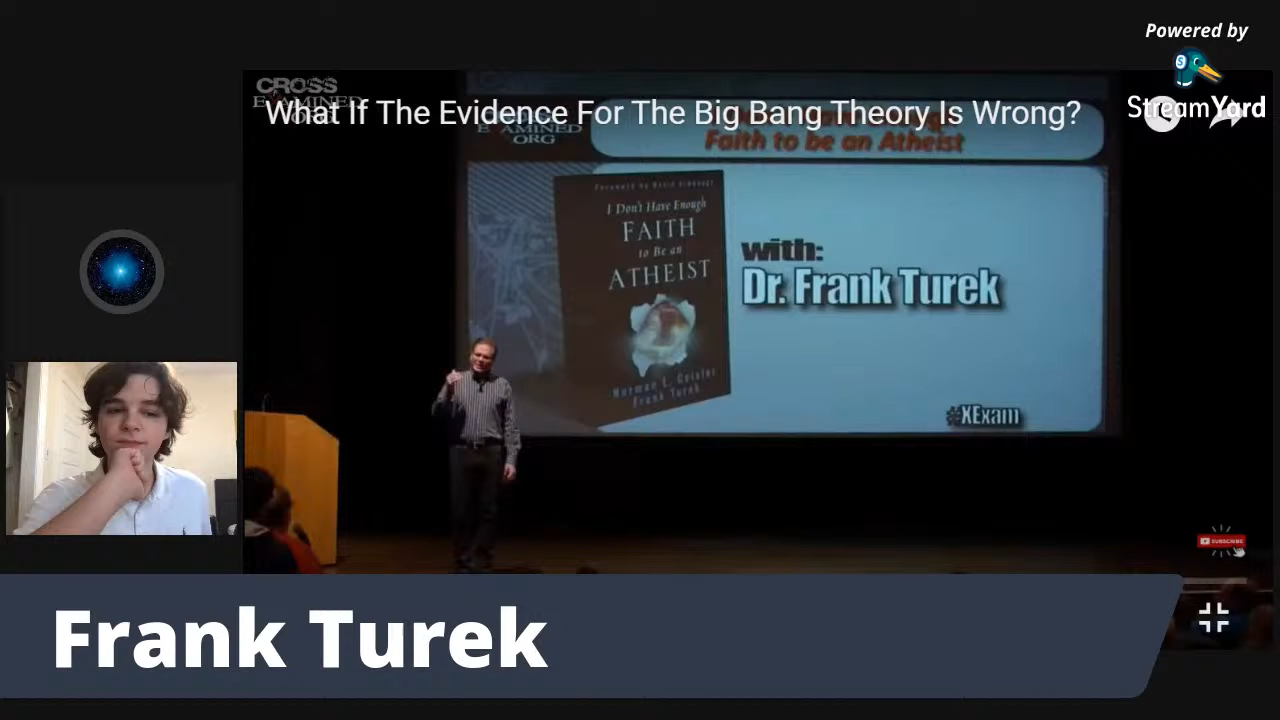 Powered by
StreamYard
CROSS
EXAMINED
What If The Evidence For The Big Bang Theory Is Wrong?
EXAMINED
.ORG
Faith to be an Atheist
I Don't Have Enough
FAITH
to Be an
ATHEIST
Norman L. Geisler
Frank Turek
with:
Dr. Frank Turek
#XExam
SUBSCRIBE
Frank Turek